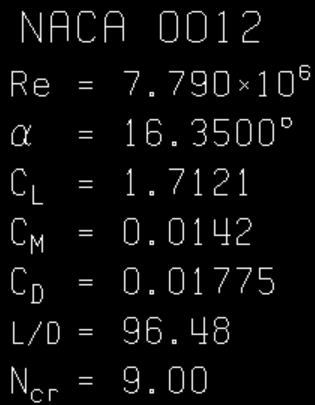 NACA 0012
Re = 7.790×10⁶
α = 16.3500°
C_L = 1.7121
C_M = 0.0142
C_D = 0.01775
L/D = 96.48
N_cr = 9.00